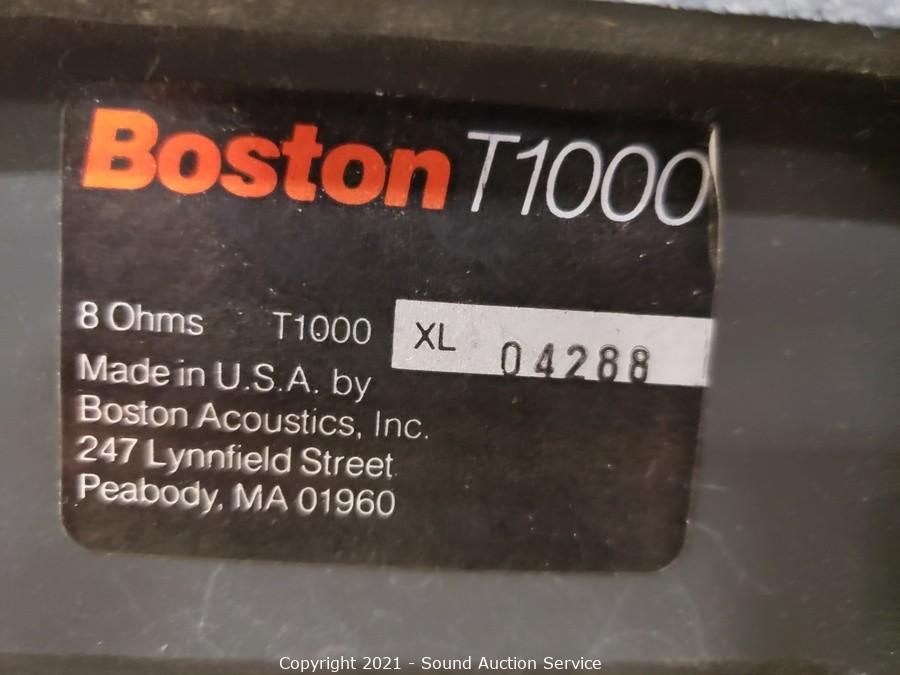 Boston T1000
8 Ohms T1000 XL 04288
Made in U.S.A. by
Boston Acoustics, Inc.
247 Lynnfield Street
Peabody, MA 01960
Copyright 2021 - Sound Auction Service